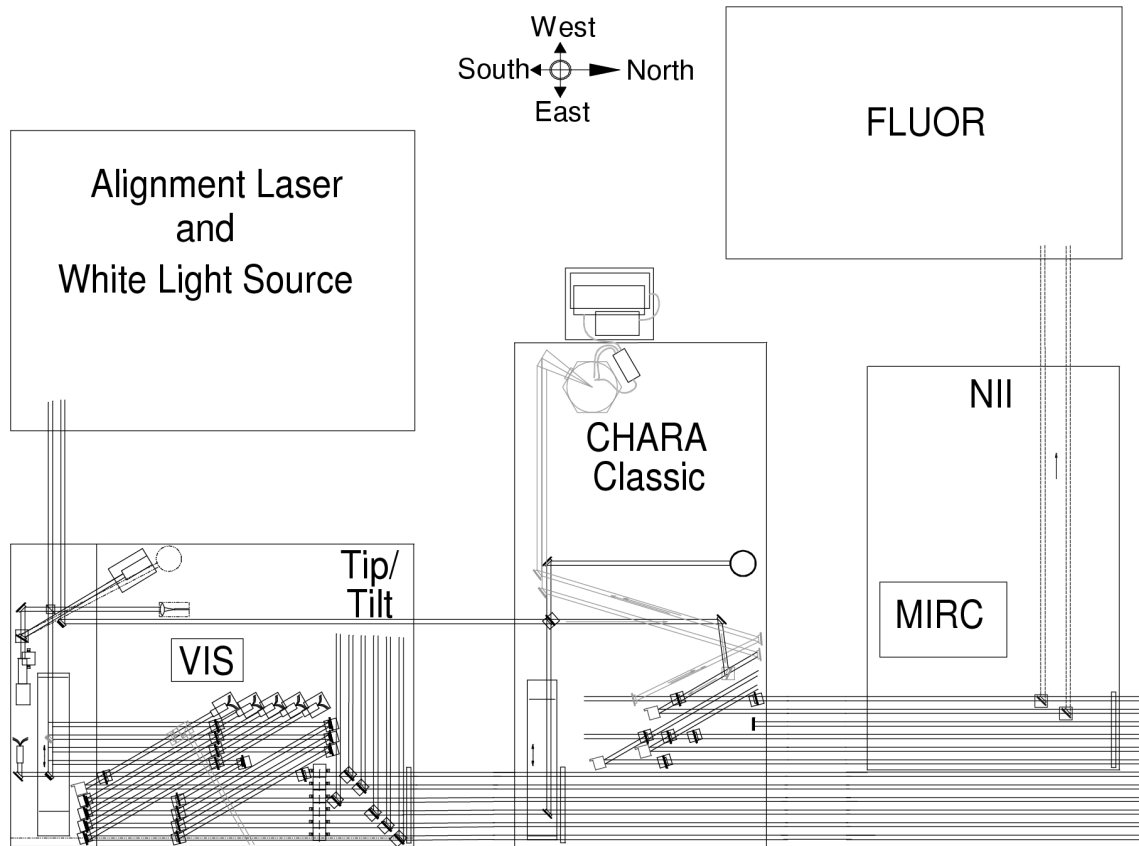 West
South
North
East
FLUOR
Alignment Laser
and
White Light Source
CHARA
Classic
NII
Tip/
Tilt
MIRC
VIS